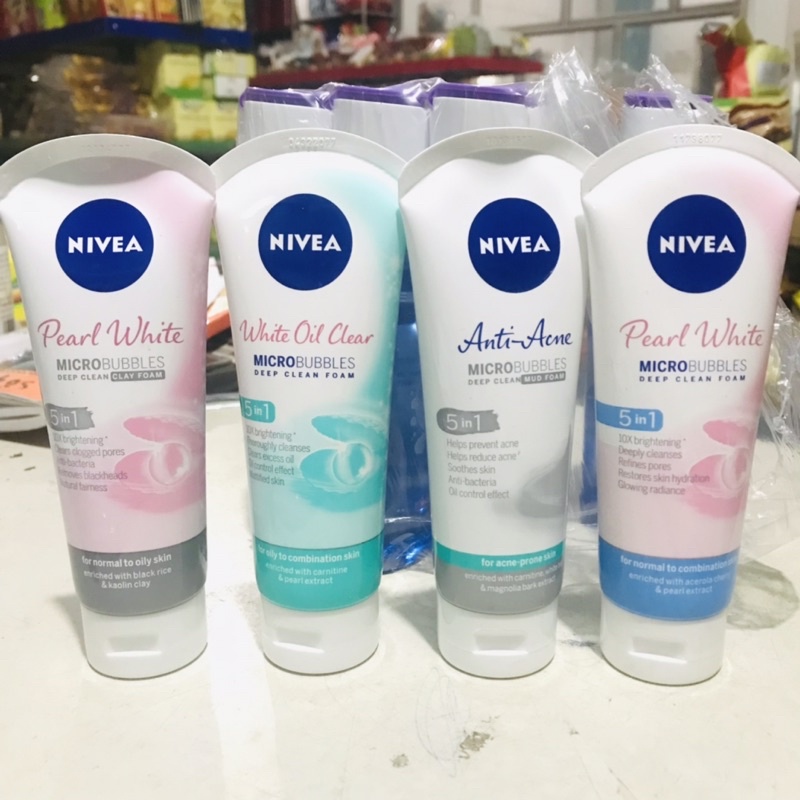 NIVEA
Pearl White
MICROBUBBLES
DEEP CLEAN CLAY FOAM
5 in 1
10X brightening*
Clears clogged pores
Anti-bacteria
Removes blackheads
Natural fairness
for normal to oily skin
enriched with black rice
& kaolin clay
NIVEA
White Oil Clear
MICROBUBBLES
DEEP CLEAN FOAM
5 in 1
10X brightening*
Thoroughly cleanses
Clears excess oil
Oil control effect
Mattified skin
for oily to combination skin
enriched with carnitine
& pearl extract
NIVEA
Anti-Acne
MICROBUBBLES
DEEP CLEAN MUD FOAM
5 in 1
Helps prevent acne
Helps reduce acne
Soothes skin
Anti-bacteria
Oil control effect
for acne-prone skin
enriched with carnitine, white
& magnolia bark extract
NIVEA
Pearl White
MICROBUBBLES
DEEP CLEAN FOAM
5 in 1
10X brightening*
Deeply cleanses
Refines pores
Restores skin hydration
Glowing radiance
for normal to combination skin
enriched with acerola cherry
& pearl extract